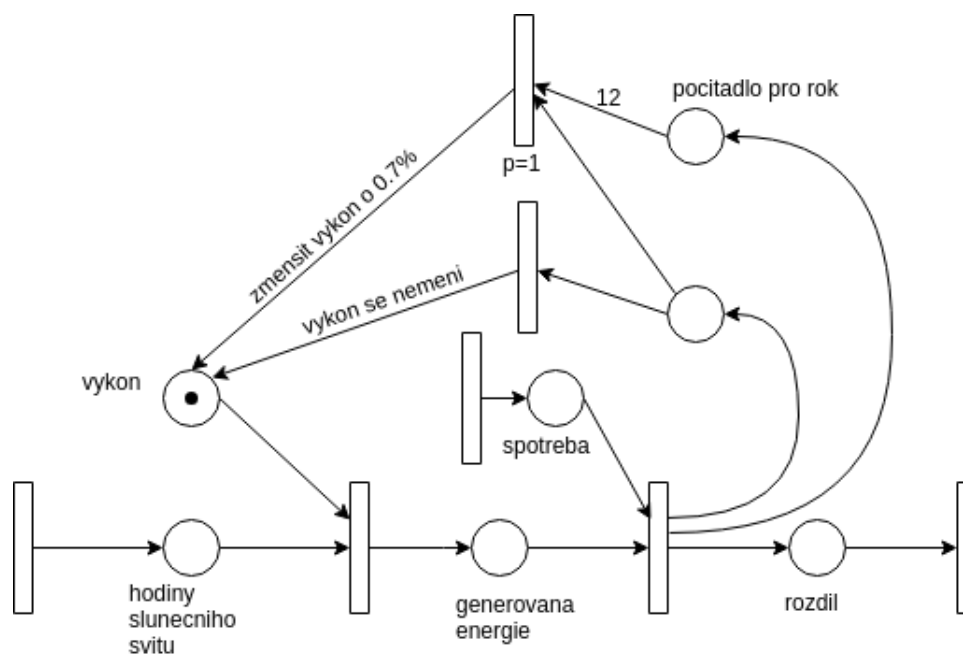 pocitadlo pro rok
12
p=1
zmensit vykon o 0.7%
vykon se nemeni
vykon
spotreba
hodiny
slunecniho
svitu
generovana
energie
rozdil